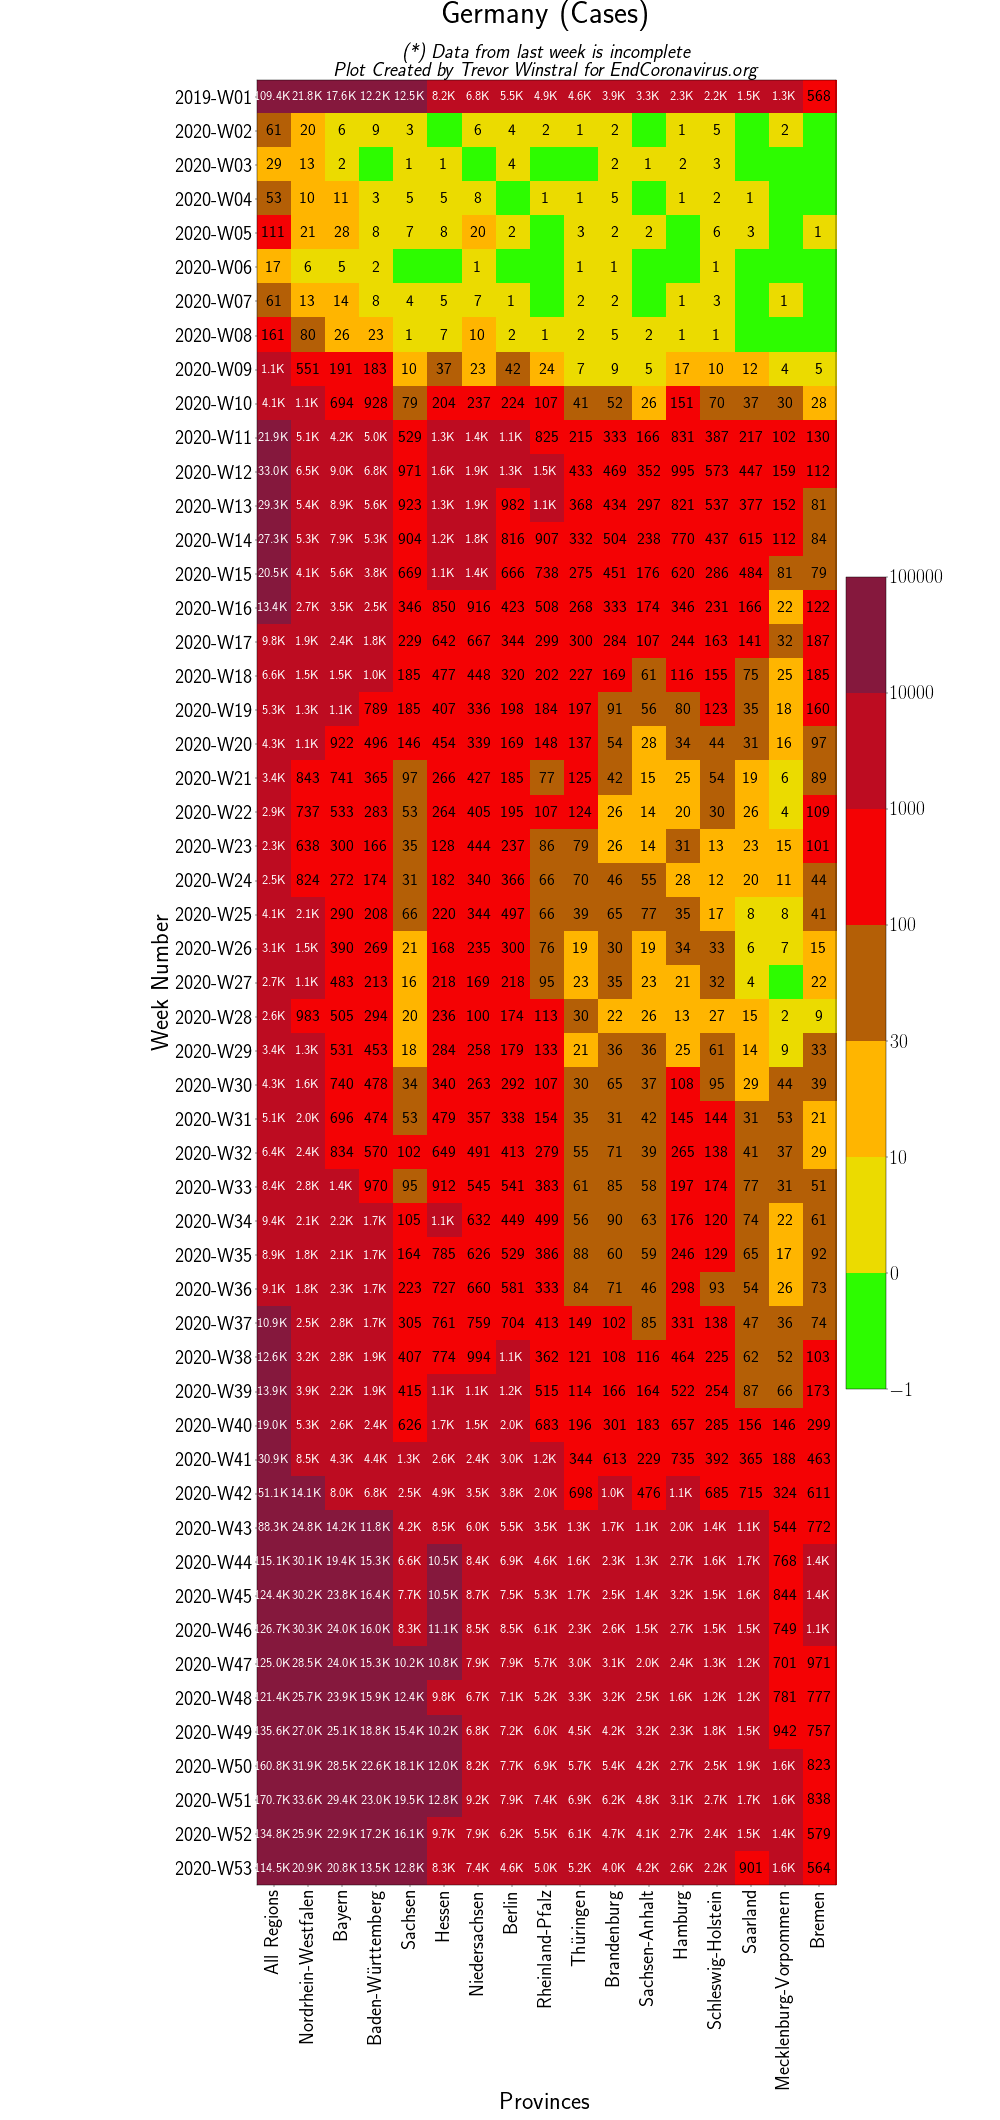 Germany (Cases)
(*) Data from last week is incomplete
Plot Created by Trevor Winstral for EndCoronavirus.org
2019-W01 109.4K 21.8K 17.6K 12.2K 12.5K 8.2K 6.8K 5.5K 4.9K 4.6K 3.9K 3.3K 2.3K 2.2K 1.5K 1.3K 568
2020-W02 61 20 6 9 3 6 4 2 1 2 1 5 2
2020-W03 29 13 2 1 1 4 2 1 2 3
2020-W04 53 10 11 3 5 5 8 1 1 5 1 2 1
2020-W05 111 21 28 8 7 8 20 2 3 2 2 6 3 1
2020-W06 17 6 5 2 1 1 1 1
2020-W07 61 13 14 8 4 5 7 1 2 2 1 3 1
2020-W08 161 80 26 23 1 7 10 2 1 2 5 2 1 1
2020-W09 1.1K 551 191 183 10 37 23 42 24 7 9 5 17 10 12 4 5
2020-W10 4.1K 1.1K 694 928 79 204 237 224 107 41 52 26 151 70 37 30 28
2020-W11 21.9K 5.1K 4.2K 5.0K 529 1.3K 1.4K 1.1K 825 215 333 166 831 387 217 102 130
2020-W12 33.0K 6.5K 9.0K 6.8K 971 1.6K 1.9K 1.3K 1.5K 433 469 352 995 573 447 159 112
2020-W13 29.3K 5.4K 8.9K 5.6K 923 1.3K 1.9K 982 1.1K 368 434 297 821 537 377 152 81
2020-W14 27.3K 5.3K 7.9K 5.3K 904 1.2K 1.8K 816 907 332 504 238 770 437 615 112 84
2020-W15 20.5K 4.1K 5.6K 3.8K 669 1.1K 1.4K 666 738 275 451 176 620 286 484 81 79
2020-W16 13.4K 2.7K 3.5K 2.5K 346 850 916 423 508 268 333 174 346 231 166 22 122
2020-W17 9.8K 1.9K 2.4K 1.8K 229 642 667 344 299 300 284 107 244 163 141 32 187
2020-W18 6.6K 1.5K 1.5K 1.0K 185 477 448 320 202 227 169 61 116 155 75 25 185
2020-W19 5.3K 1.3K 1.1K 789 185 407 336 198 184 197 91 56 80 123 35 18 160
2020-W20 4.3K 1.1K 922 496 146 454 339 169 148 137 54 28 34 44 31 16 97
2020-W21 3.4K 843 741 365 97 266 427 185 77 125 42 15 25 54 19 6 89
2020-W22 2.9K 737 533 283 53 264 405 195 107 124 26 14 20 30 26 4 109
2020-W23 2.3K 638 300 166 35 128 444 237 86 79 26 14 31 13 23 15 101
2020-W24 2.5K 824 272 174 31 182 340 366 66 70 46 55 28 12 20 11 44
2020-W25 4.1K 2.1K 290 208 66 220 344 497 66 39 65 77 35 17 8 8 41
2020-W26 3.1K 1.5K 390 269 21 168 235 300 76 19 30 19 34 33 6 7 15
2020-W27 2.7K 1.1K 483 213 16 218 169 218 95 23 35 23 21 32 4 22
2020-W28 2.6K 983 505 294 20 236 100 174 113 30 22 26 13 27 15 2 9
2020-W29 3.4K 1.3K 531 453 18 284 258 179 133 21 36 36 25 61 14 9 33
2020-W30 4.3K 1.6K 740 478 34 340 263 292 107 30 65 37 108 95 29 44 39
2020-W31 5.1K 2.0K 696 474 53 479 357 338 154 35 31 42 145 144 31 53 21
2020-W32 6.4K 2.4K 834 570 102 649 491 413 279 55 71 39 265 138 41 37 29
2020-W33 8.4K 2.8K 1.4K 970 95 912 545 541 383 61 85 58 197 174 77 31 51
2020-W34 9.4K 2.1K 2.2K 1.7K 105 1.1K 632 449 499 56 90 63 176 120 74 22 61
2020-W35 8.9K 1.8K 2.1K 1.7K 164 785 626 529 386 88 60 59 246 129 65 17 92
2020-W36 9.1K 1.8K 2.3K 1.7K 223 727 660 581 333 84 71 46 298 93 54 26 73
2020-W37 10.9K 2.5K 2.8K 1.7K 305 761 759 704 413 149 102 85 331 138 47 36 74
2020-W38 12.6K 3.2K 2.8K 1.9K 407 774 994 1.1K 362 121 108 116 464 225 62 52 103
2020-W39 13.9K 3.9K 2.2K 1.9K 415 1.1K 1.1K 1.2K 515 114 166 164 522 254 87 66 173
2020-W40 19.0K 5.3K 2.6K 2.4K 626 1.7K 1.5K 2.0K 683 196 301 183 657 285 156 146 299
2020-W41 30.9K 8.5K 4.3K 4.4K 1.3K 2.6K 2.4K 3.0K 1.2K 344 613 229 735 392 365 188 463
2020-W42 51.1K 14.1K 8.0K 6.8K 2.5K 4.9K 3.5K 3.8K 2.0K 698 1.0K 476 1.1K 685 715 324 611
2020-W43 88.3K 24.8K 14.2K 11.8K 4.2K 8.5K 6.0K 5.5K 3.5K 1.3K 1.7K 1.1K 2.0K 1.4K 1.1K 544 772
2020-W44 115.1K 30.1K 19.4K 15.3K 6.6K 10.5K 8.4K 6.9K 4.6K 1.6K 2.3K 1.3K 2.7K 1.6K 1.7K 768 1.4K
2020-W45 124.4K 30.2K 23.8K 16.4K 7.7K 10.5K 8.7K 7.5K 5.3K 1.7K 2.5K 1.4K 3.2K 1.5K 1.6K 844 1.4K
2020-W46 126.7K 30.3K 24.0K 16.0K 8.3K 11.1K 8.5K 8.5K 6.1K 2.3K 2.6K 1.5K 2.7K 1.5K 1.5K 749 1.1K
2020-W47 125.0K 28.5K 24.0K 15.3K 10.2K 10.8K 7.9K 7.9K 5.7K 3.0K 3.1K 2.0K 2.4K 1.3K 1.2K 701 971
2020-W48 121.4K 25.7K 23.9K 15.9K 12.4K 9.8K 6.7K 7.1K 5.2K 3.3K 3.2K 2.5K 1.6K 1.2K 1.2K 781 777
2020-W49 135.6K 27.0K 25.1K 18.8K 15.4K 10.2K 6.8K 7.2K 6.0K 4.5K 4.2K 3.2K 2.3K 1.8K 1.5K 942 757
2020-W50 160.8K 31.9K 28.5K 22.6K 18.1K 12.0K 8.2K 7.7K 6.9K 5.7K 5.4K 4.2K 2.7K 2.5K 1.9K 1.6K 823
2020-W51 170.7K 33.6K 29.4K 23.0K 19.5K 12.8K 9.2K 7.9K 7.4K 6.9K 6.2K 4.8K 3.1K 2.7K 1.7K 1.6K 838
2020-W52 134.8K 25.9K 22.9K 17.2K 16.1K 9.7K 7.9K 6.2K 5.5K 6.1K 4.7K 4.1K 2.7K 2.4K 1.5K 1.4K 579
2020-W53 114.5K 20.9K 20.8K 13.5K 12.8K 8.3K 7.4K 4.6K 5.0K 5.2K 4.0K 4.2K 2.6K 2.2K 901 1.6K 564
Week Number
All Regions
Nordrhein-Westfalen
Bayern
Baden-Württemberg
Sachsen
Hessen
Niedersachsen
Berlin
Rheinland-Pfalz
Thüringen
Brandenburg
Sachsen-Anhalt
Hamburg
Schleswig-Holstein
Saarland
Mecklenburg-Vorpommern
Bremen
Provinces
100000
10000
1000
100
30
10
0
−1